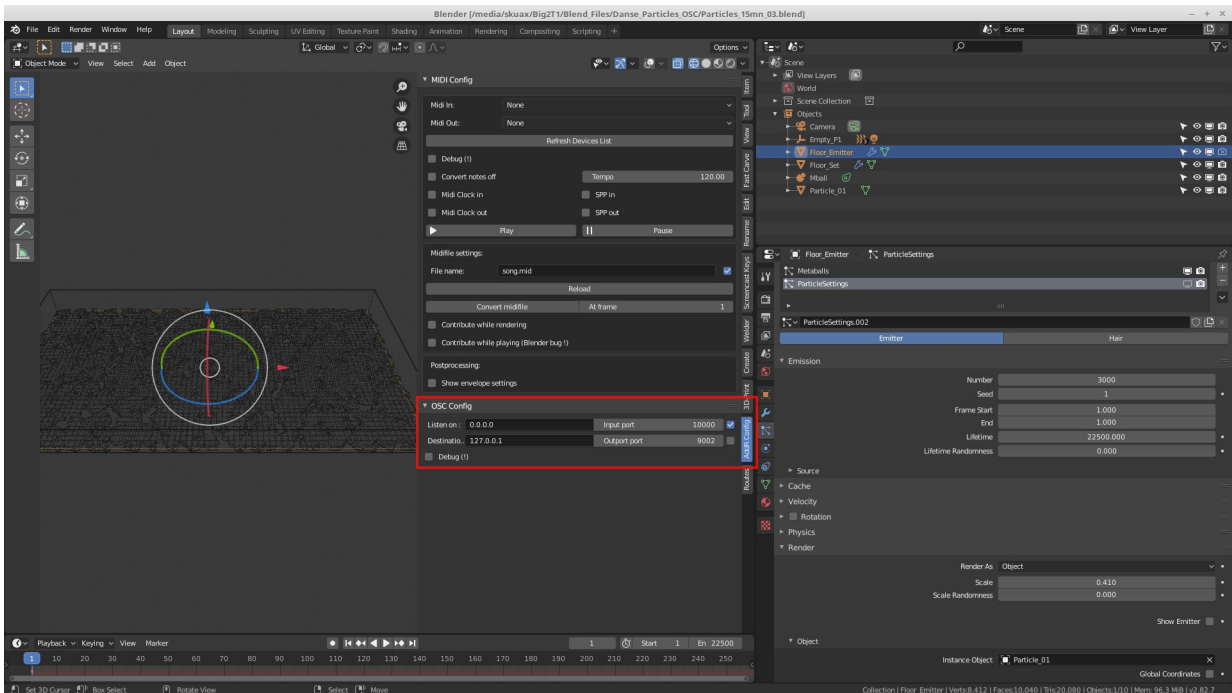 Blender [/media/skuax/Big2T1/Blend_Files/Danse_Particles_OSC/Particles_15mn_03.blend]
File Edit Render Window Help Layout Modeling Sculpting UV Editing Texture Paint Shading Animation Rendering Compositing Scripting + Scene View Layer
Global Options
Object Mode View Select Add Object
MIDI Config
Midi In: None
Midi Out: None
Refresh Devices List
Debug (!)
Convert notes off Tempo 120.00
Midi Clock in SPP in
Midi Clock out SPP out
Play Pause
Midifile settings:
File name: song.mid
Reload
Convert midifile At frame 1
Contribute while rendering
Contribute while playing (Blender bug !)
Postprocessing:
Show envelope settings
OSC Config
Listen on : 0.0.0.0 Input port 10000
Destinatio.. 127.0.0.1 Outport port 9002
Debug (!)
Item
Tool
View
Fast Carve
Edit
Rename
Screencast Keys
Welder
Create
3D-Print
AddR Config
Routes
Scene
View Layers
World
Scene Collection
Objects
Camera
Empty_P1
Floor_Emitter
Floor_Set
Mball
Particle_01
Floor_Emitter ParticleSettings
Metaballs
ParticleSettings
ParticleSettings.002
Emitter Hair
Emission
Number 3000
Seed 1
Frame Start 1.000
End 1.000
Lifetime 22500.000
Lifetime Randomness 0.000
Source
Cache
Velocity
Rotation
Physics
Render
Render As Object
Scale 0.410
Scale Randomness 0.000
Show Emitter
Object
Instance Object Particle_01
Global Coordinates
Playback Keying View Marker 1 Start 1 En 22500
1 10 20 30 40 50 60 70 80 90 100 110 120 130 140 150 160 170 180 190 200 210 220 230 240 250
Set 3D Cursor Box Select Rotate View Select Move Collection | Floor_Emitter | Verts:8,412 | Faces:10,040 | Tris:20,080 | Objects:1/10 | Mem: 96.3 MiB | v2.82.7